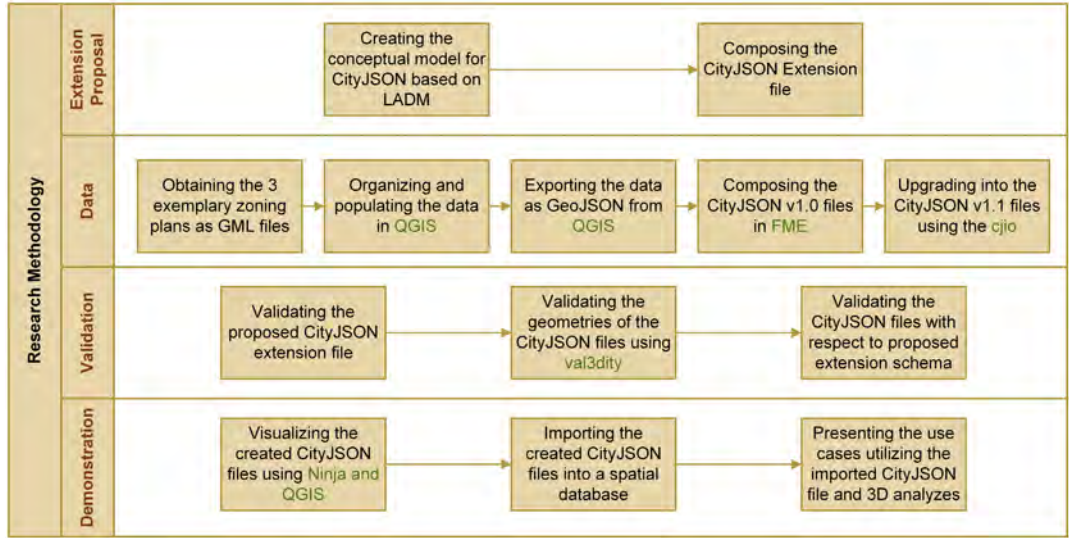 Research Methodology
Extension
Proposal
Creating the
conceptual model for
CityJSON based on
LADM
Composing the
CityJSON Extension
file
Data
Obtaining the 3
exemplary zoning
plans as GML files
Organizing and
populating the data
in QGIS
Exporting the data
as GeoJSON from
QGIS
Composing the
CityJSON v1.0 files
in FME
Upgrading into the
CityJSON v1.1 files
using the cjio
Validation
Validating the
proposed CityJSON
extension file
Validating the
geometries of the
CityJSON files using
val3dity
Validating the
CityJSON files with
respect to proposed
extension schema
Demonstration
Visualizing the
created CityJSON
files using Ninja and
QGIS
Importing the
created CityJSON
files into a spatial
database
Presenting the use
cases utilizing the
imported CityJSON
file and 3D analyzes